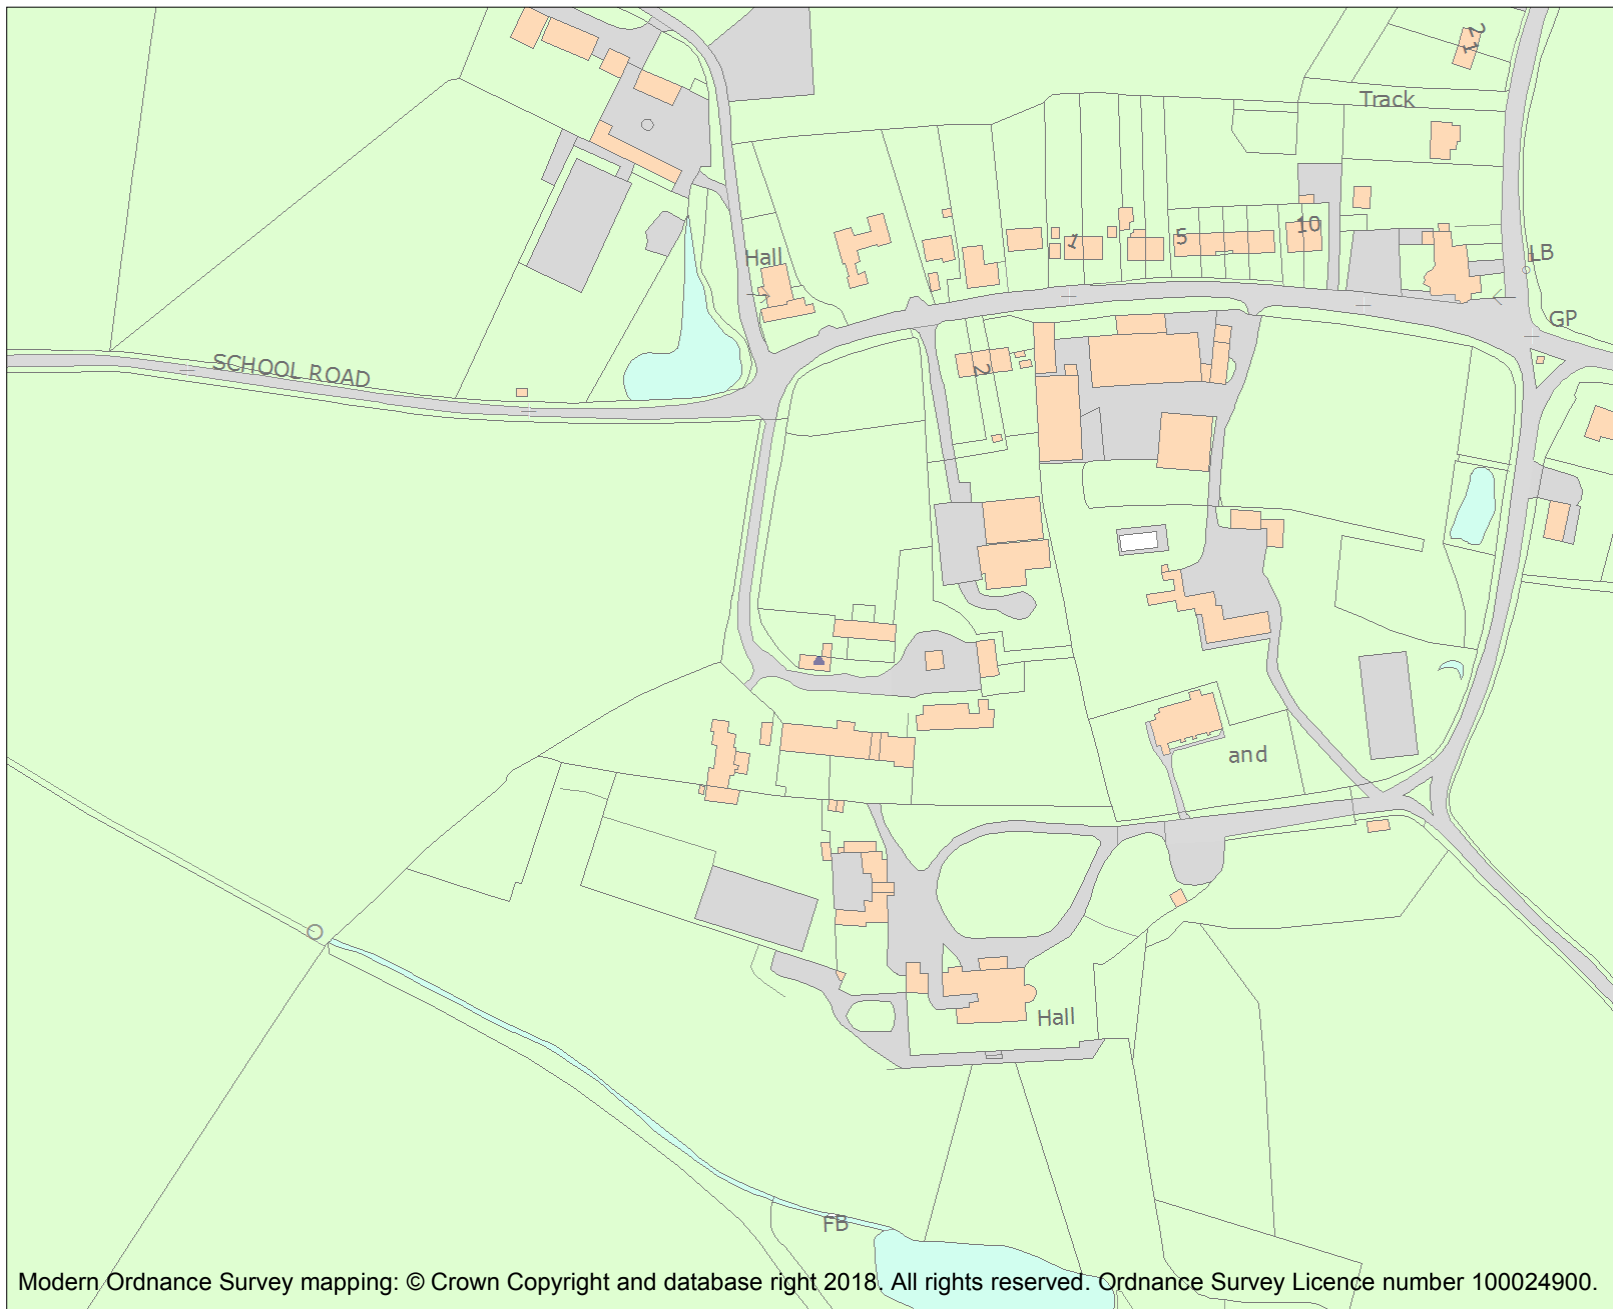 21
Track
Hall
1
5
10
LB
GP
SCHOOL ROAD
2
and
Hall
FB
Modern Ordnance Survey mapping: © Crown Copyright and database right 2018. All rights reserved. Ordnance Survey Licence number 100024900.